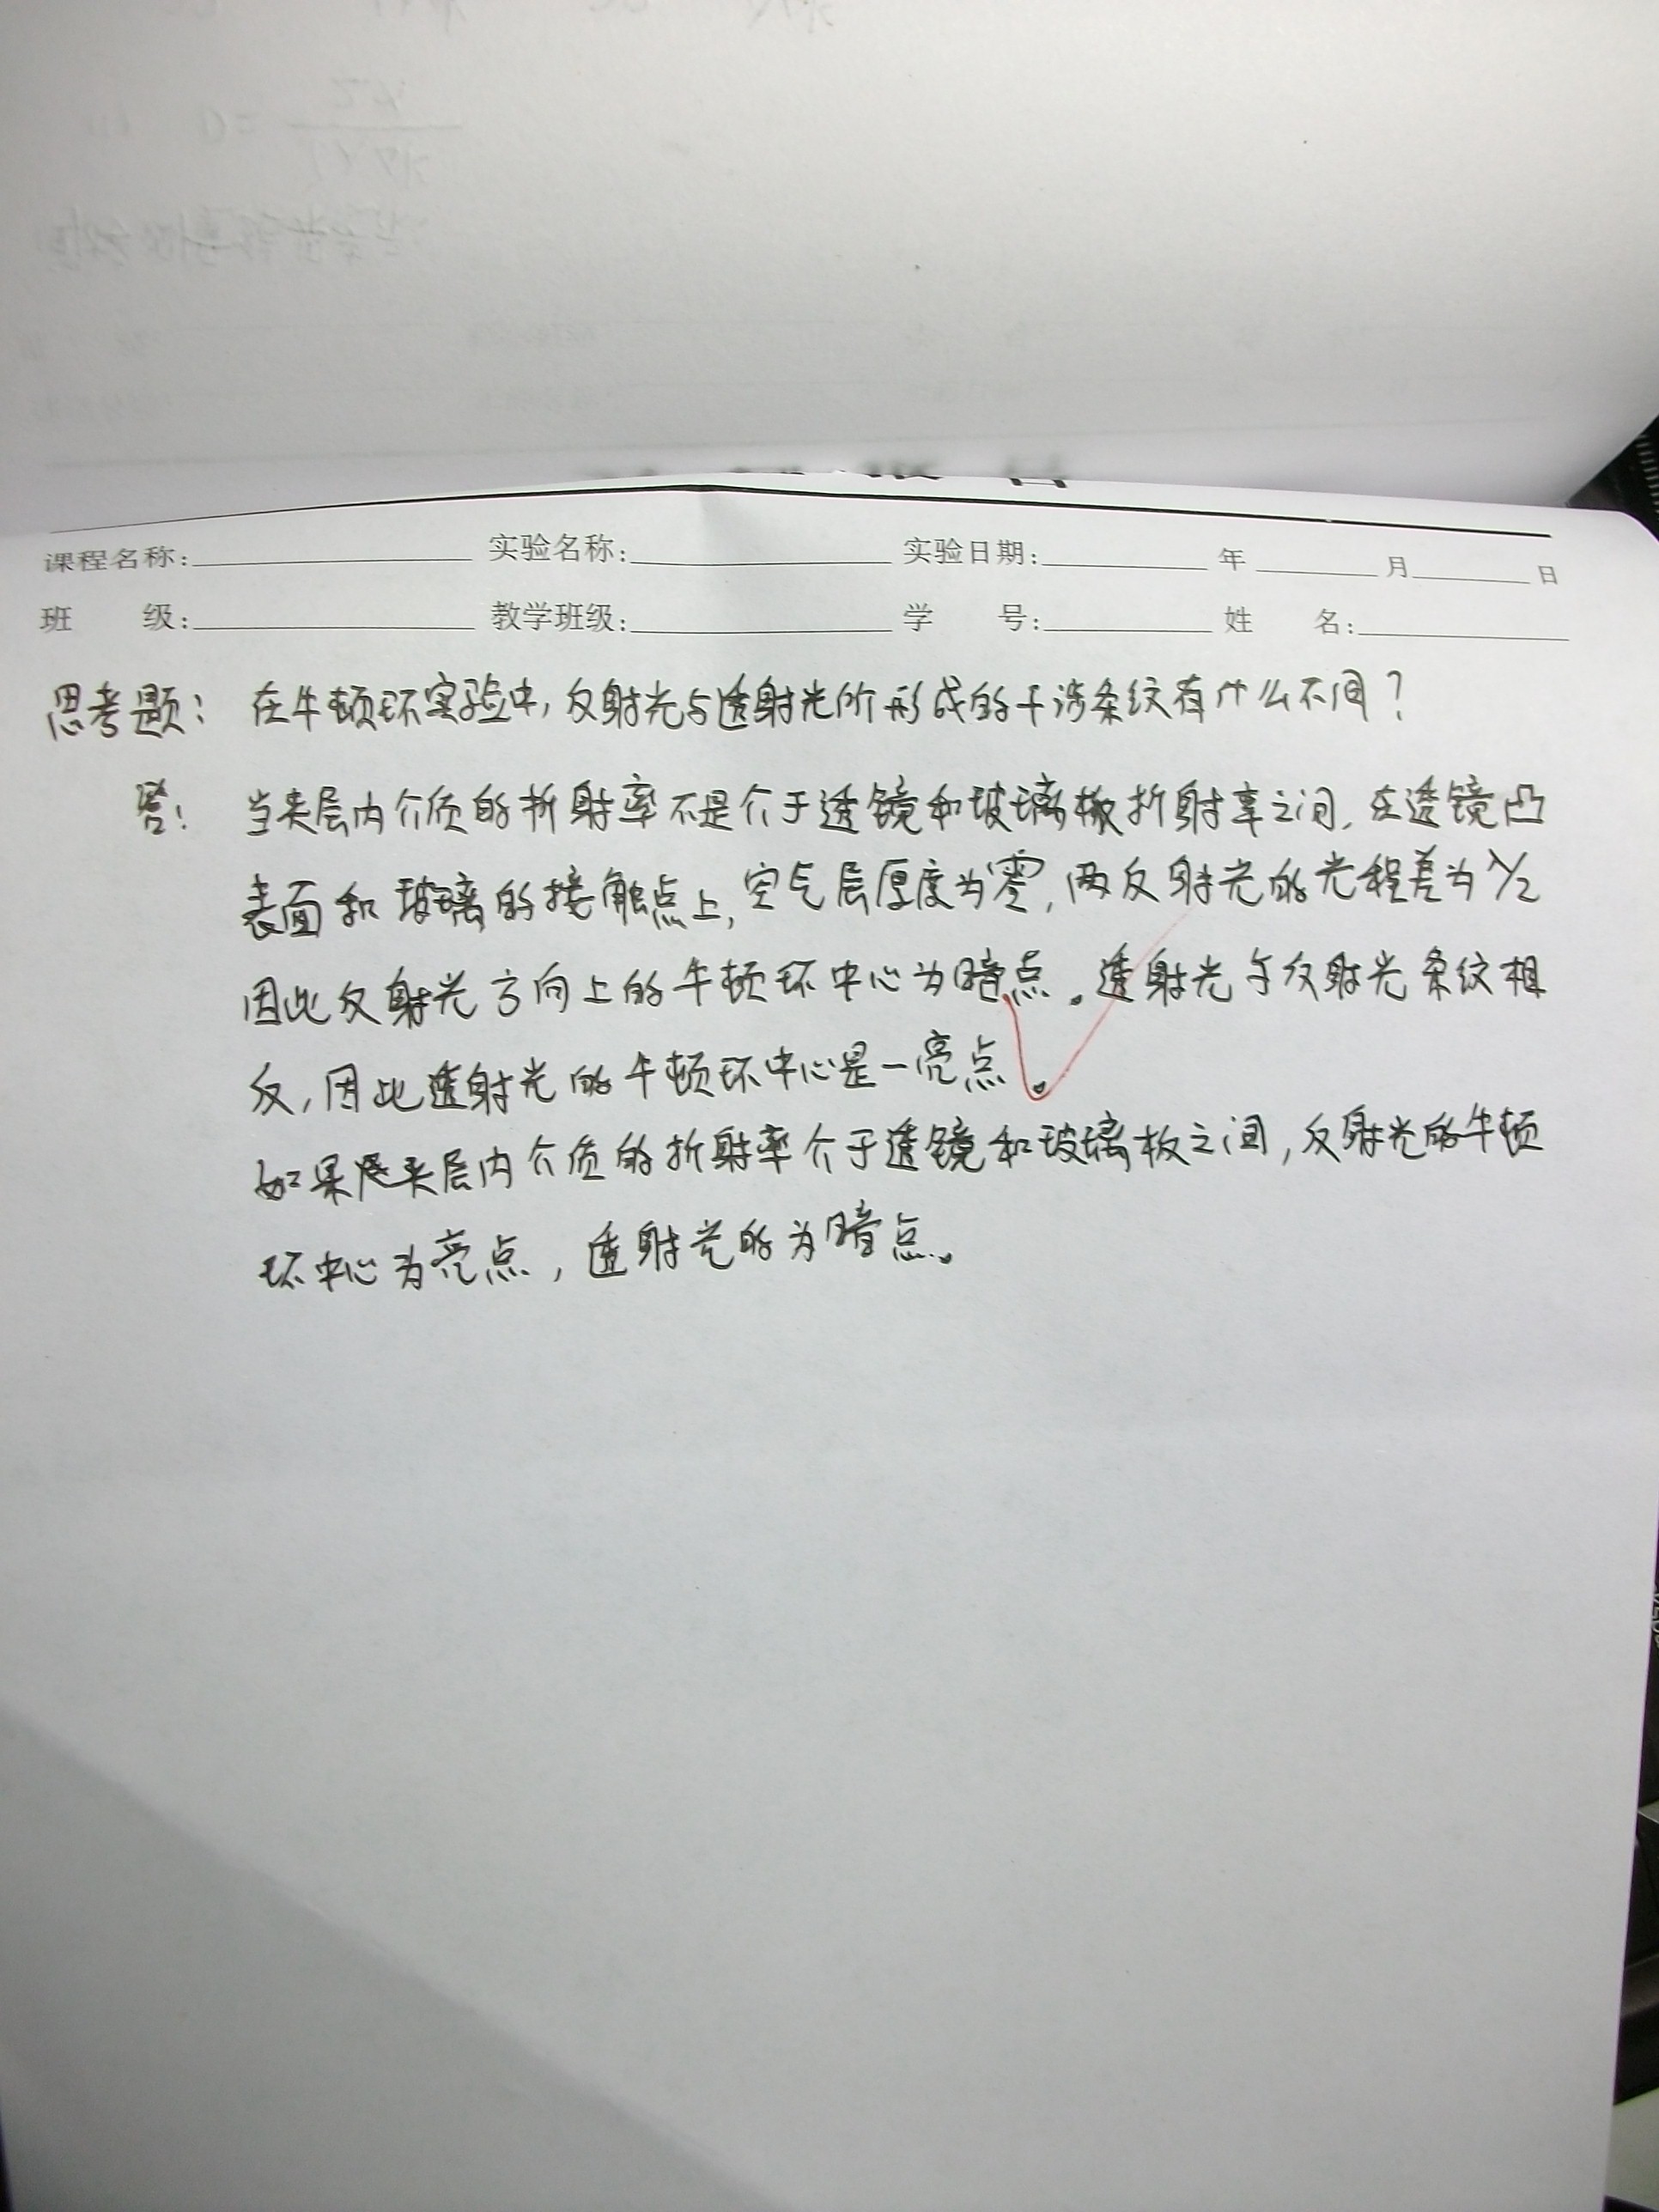 课程名称: 实验名称: 实验日期: 年 月 日
班 级: 教学班级: 学 号: 姓 名:
思考题: 在牛顿环实验中,反射光与透射光所形成的干涉条纹有什么不同?
答: 当夹层内介质的折射率不是介于透镜和玻璃板折射率之间,在透镜凸
表面和玻璃的接触点上,空气层厚度为零,两反射光的光程差为λ/2
因此反射光方向上的牛顿环中心为暗点。透射光与反射光条纹相
反,因此透射光的牛顿环中心是一亮点。
如果夹层内介质的折射率介于透镜和玻璃板之间,反射光的牛顿
环中心为亮点,透射光的为暗点。